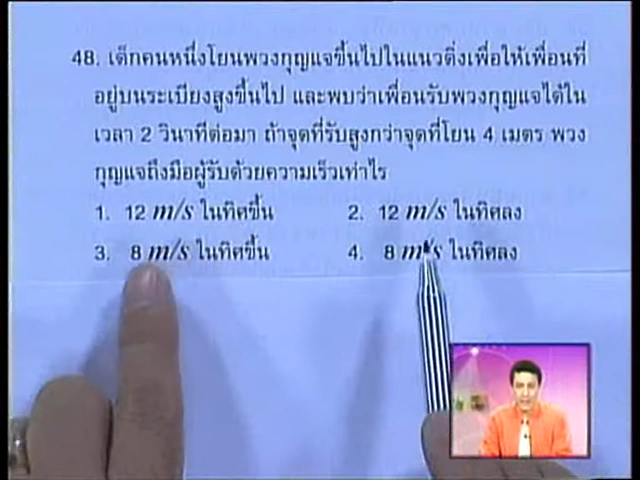 48. เด็กคนหนึ่งโยนพวงกุญแจขึ้นไปในแนวดิ่งเพื่อให้เพื่อนที่
อยู่บนระเบียงสูงขึ้นไป และพบว่าเพื่อนรับพวงกุญแจได้ใน
เวลา 2 วินาทีต่อมา ถ้าจุดที่รับสูงกว่าจุดที่โยน 4 เมตร พวง
กุญแจถึงมือผู้รับด้วยความเร็วเท่าไร
1. 12 m/s ในทิศขึ้น 2. 12 m/s ในทิศลง
3. 8 m/s ในทิศขึ้น 4. 8 m/s ในทิศลง